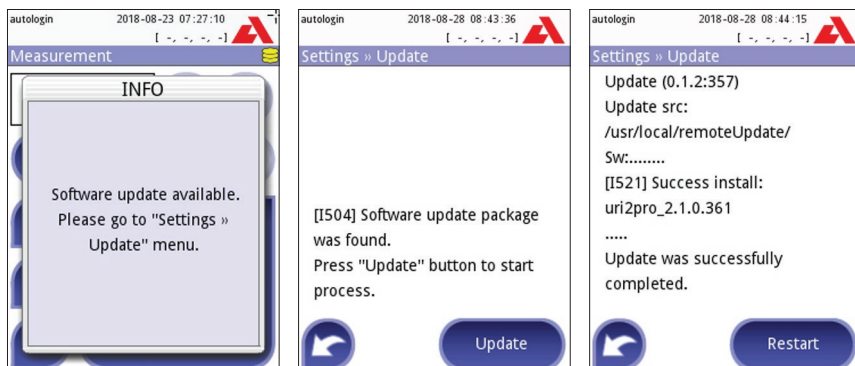 autologin 2018-08-23 07:27:10
[ -, -, -, -]
Measurement
INFO
Software update available.
Please go to "Settings »
Update" menu.
autologin 2018-08-28 08:43:36
[ -, -, -, -]
Settings » Update
[I504] Software update package
was found.
Press "Update" button to start
process.
Update
autologin 2018-08-28 08:44:15
[ -, -, -, -]
Settings » Update
Update (0.1.2:357)
Update src:
/usr/local/remoteUpdate/
Sw:........
[I521] Success install:
uri2pro_2.1.0.361
.....
Update was successfully
completed.
Restart